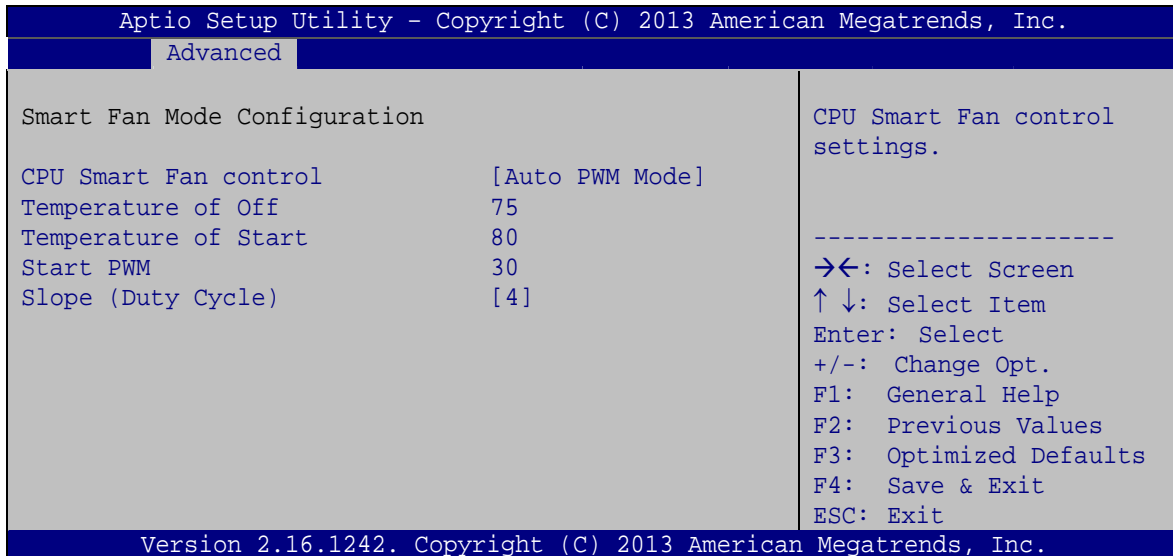 Aptio Setup Utility – Copyright (C) 2013 American Megatrends, Inc.
Advanced
Smart Fan Mode Configuration
CPU Smart Fan control [Auto PWM Mode]
Temperature of Off 75
Temperature of Start 80
Start PWM 30
Slope (Duty Cycle) [4]
CPU Smart Fan control
settings.
---------------------
→←: Select Screen
↑ ↓: Select Item
Enter: Select
+/-: Change Opt.
F1: General Help
F2: Previous Values
F3: Optimized Defaults
F4: Save & Exit
ESC: Exit
Version 2.16.1242. Copyright (C) 2013 American Megatrends, Inc.